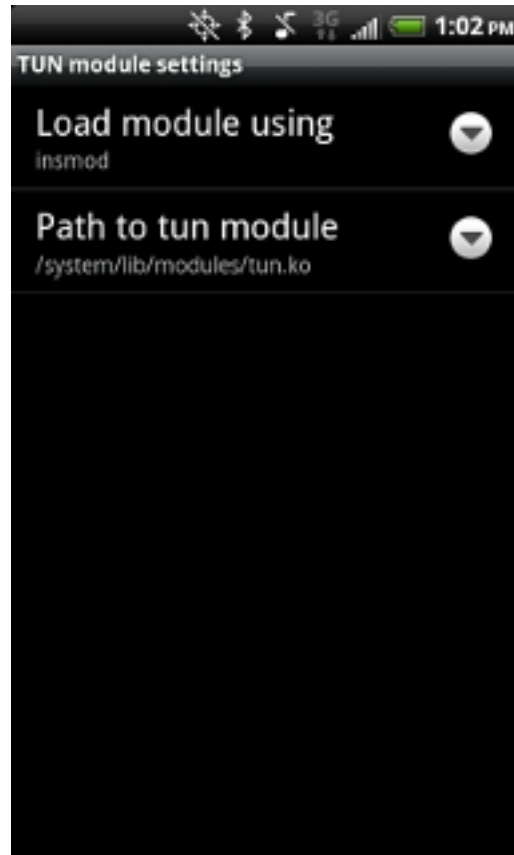 3G 1:02 PM
TUN module settings
Load module using
insmod
Path to tun module
/system/lib/modules/tun.ko